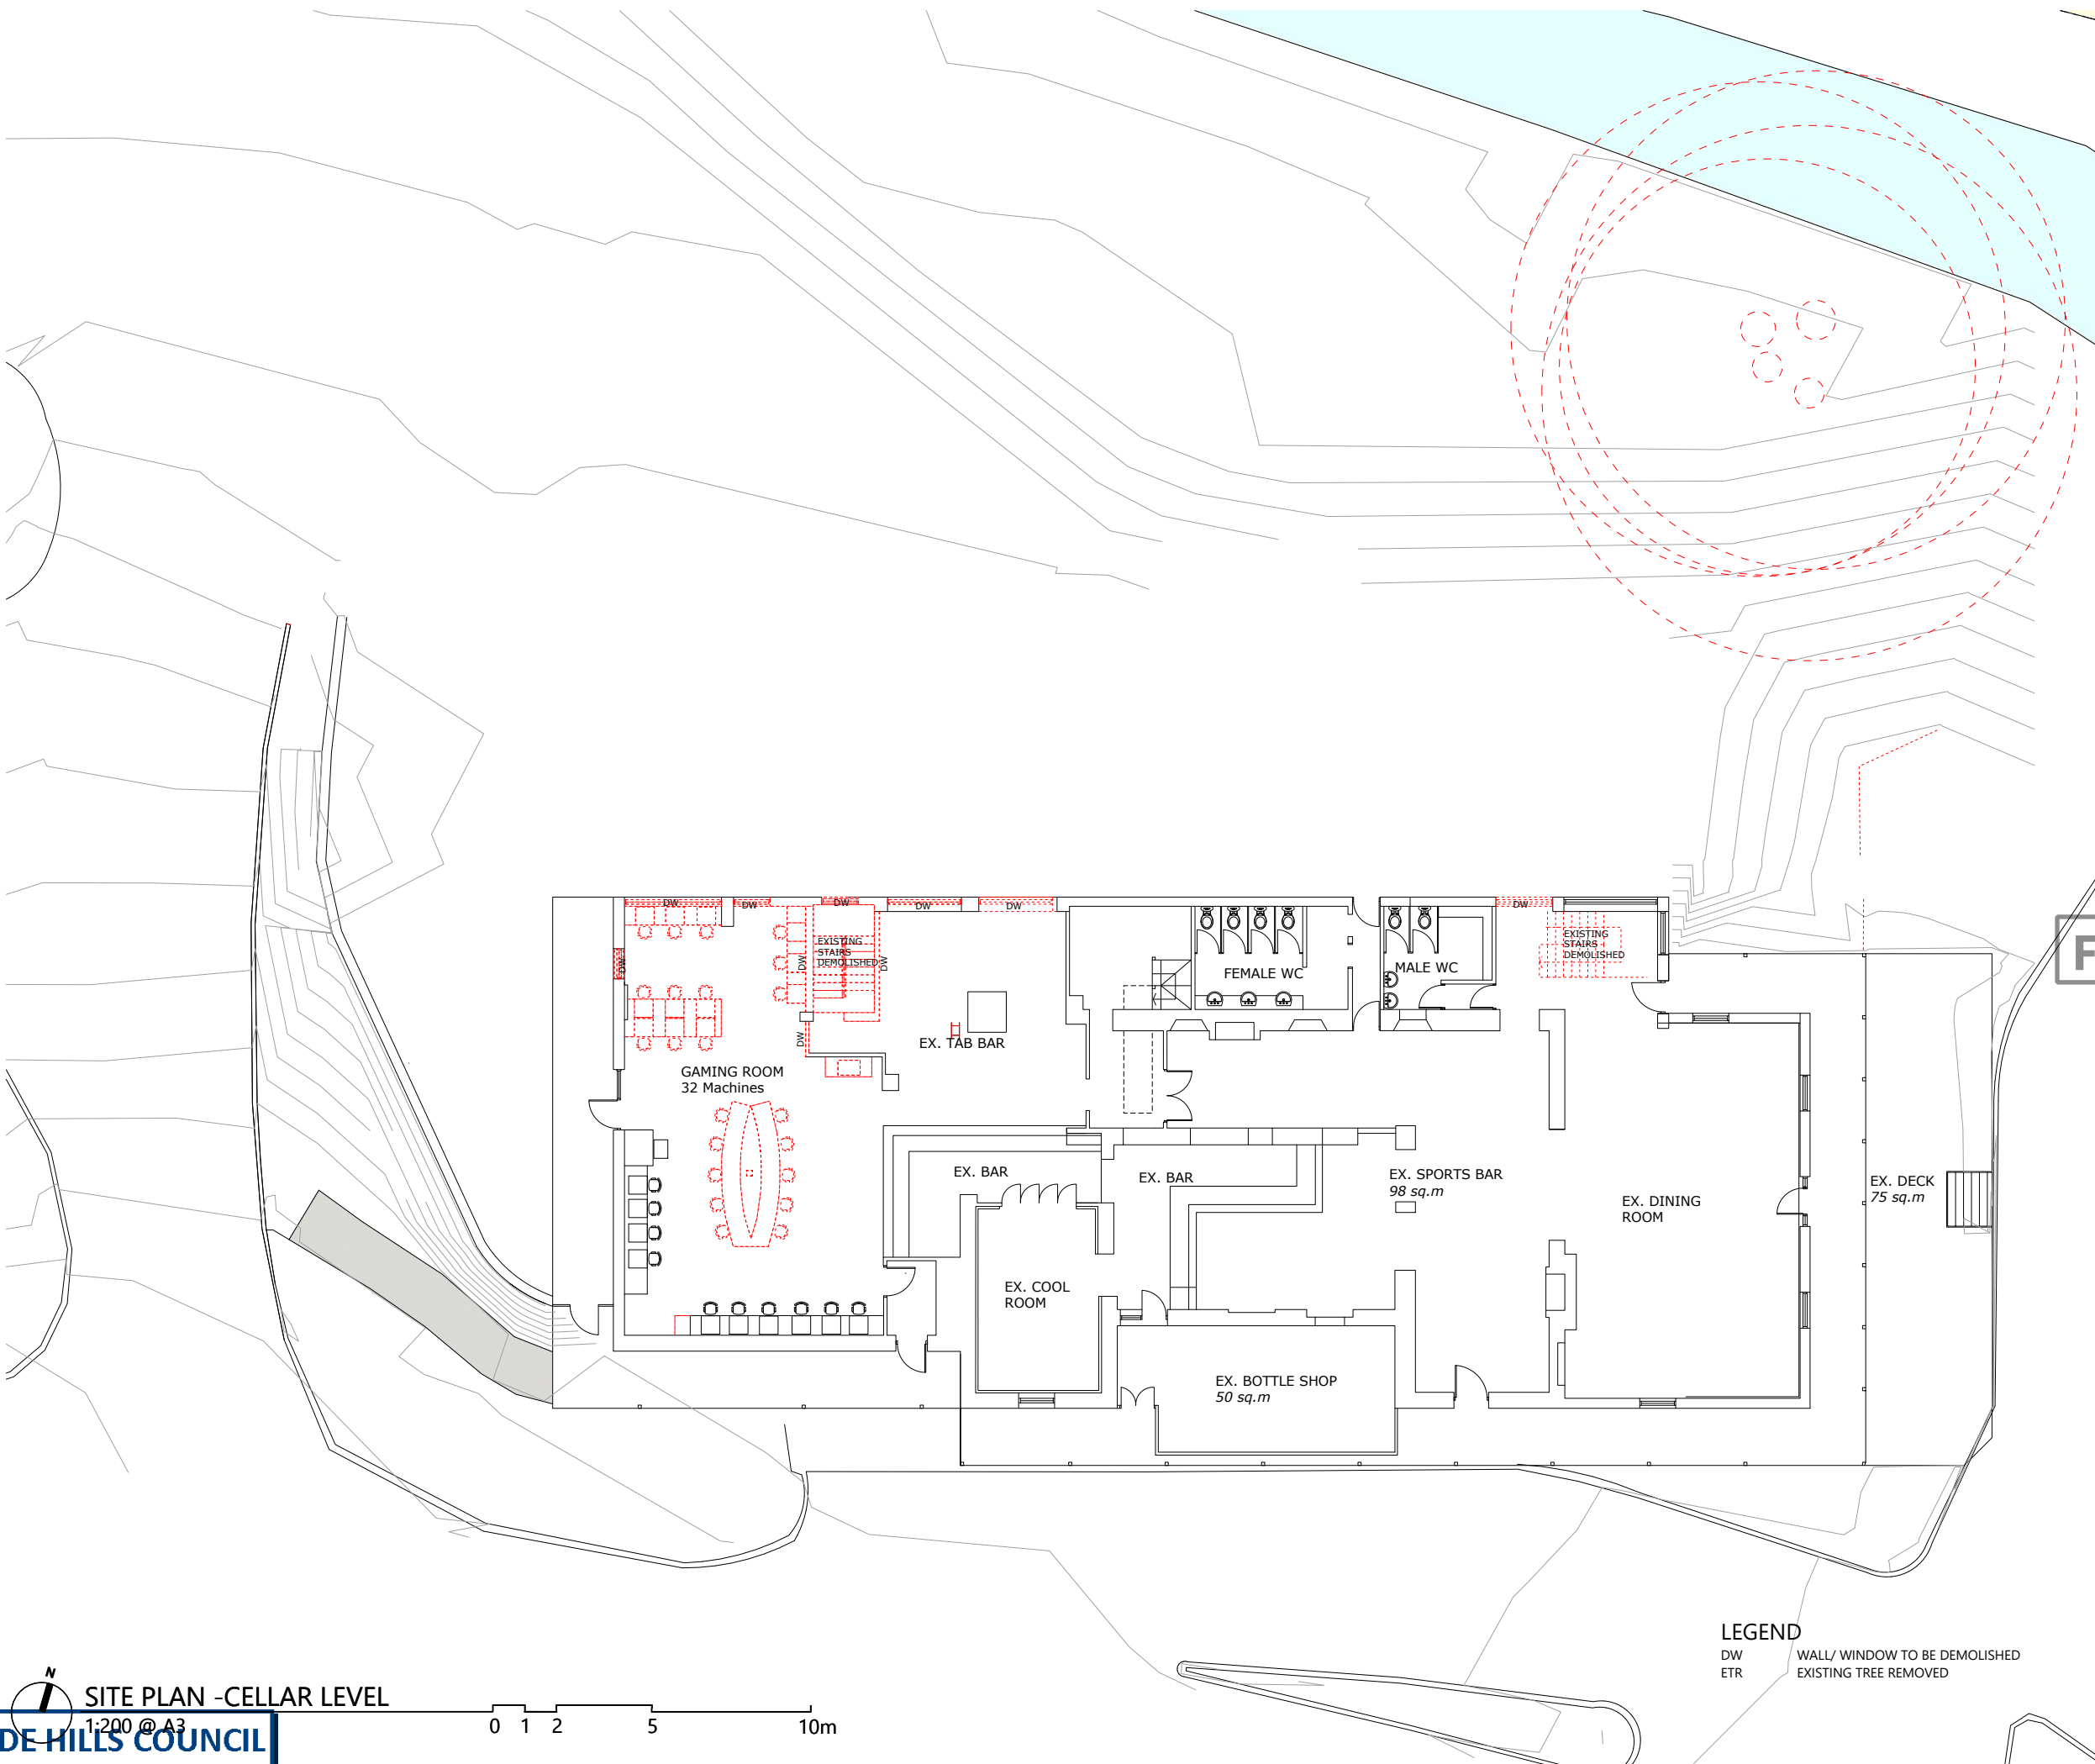 DW
DW
DW
DW
DW
DW
EXISTING
STAIRS
DEMOLISHED
DW
DW
DW
DW
EXISTING
STAIRS
DEMOLISHED
FEMALE WC
MALE WC
EX. TAB BAR
GAMING ROOM
32 Machines
EX. BAR
EX. BAR
EX. SPORTS BAR
98 sq.m
EX. DINING
ROOM
EX. DECK
75 sq.m
EX. COOL
ROOM
EX. BOTTLE SHOP
50 sq.m
F
LEGEND
DW WALL/ WINDOW TO BE DEMOLISHED
ETR EXISTING TREE REMOVED
N
SITE PLAN -CELLAR LEVEL
1:200 @ A3
0 1 2 5 10m
DE HILLS COUNCIL